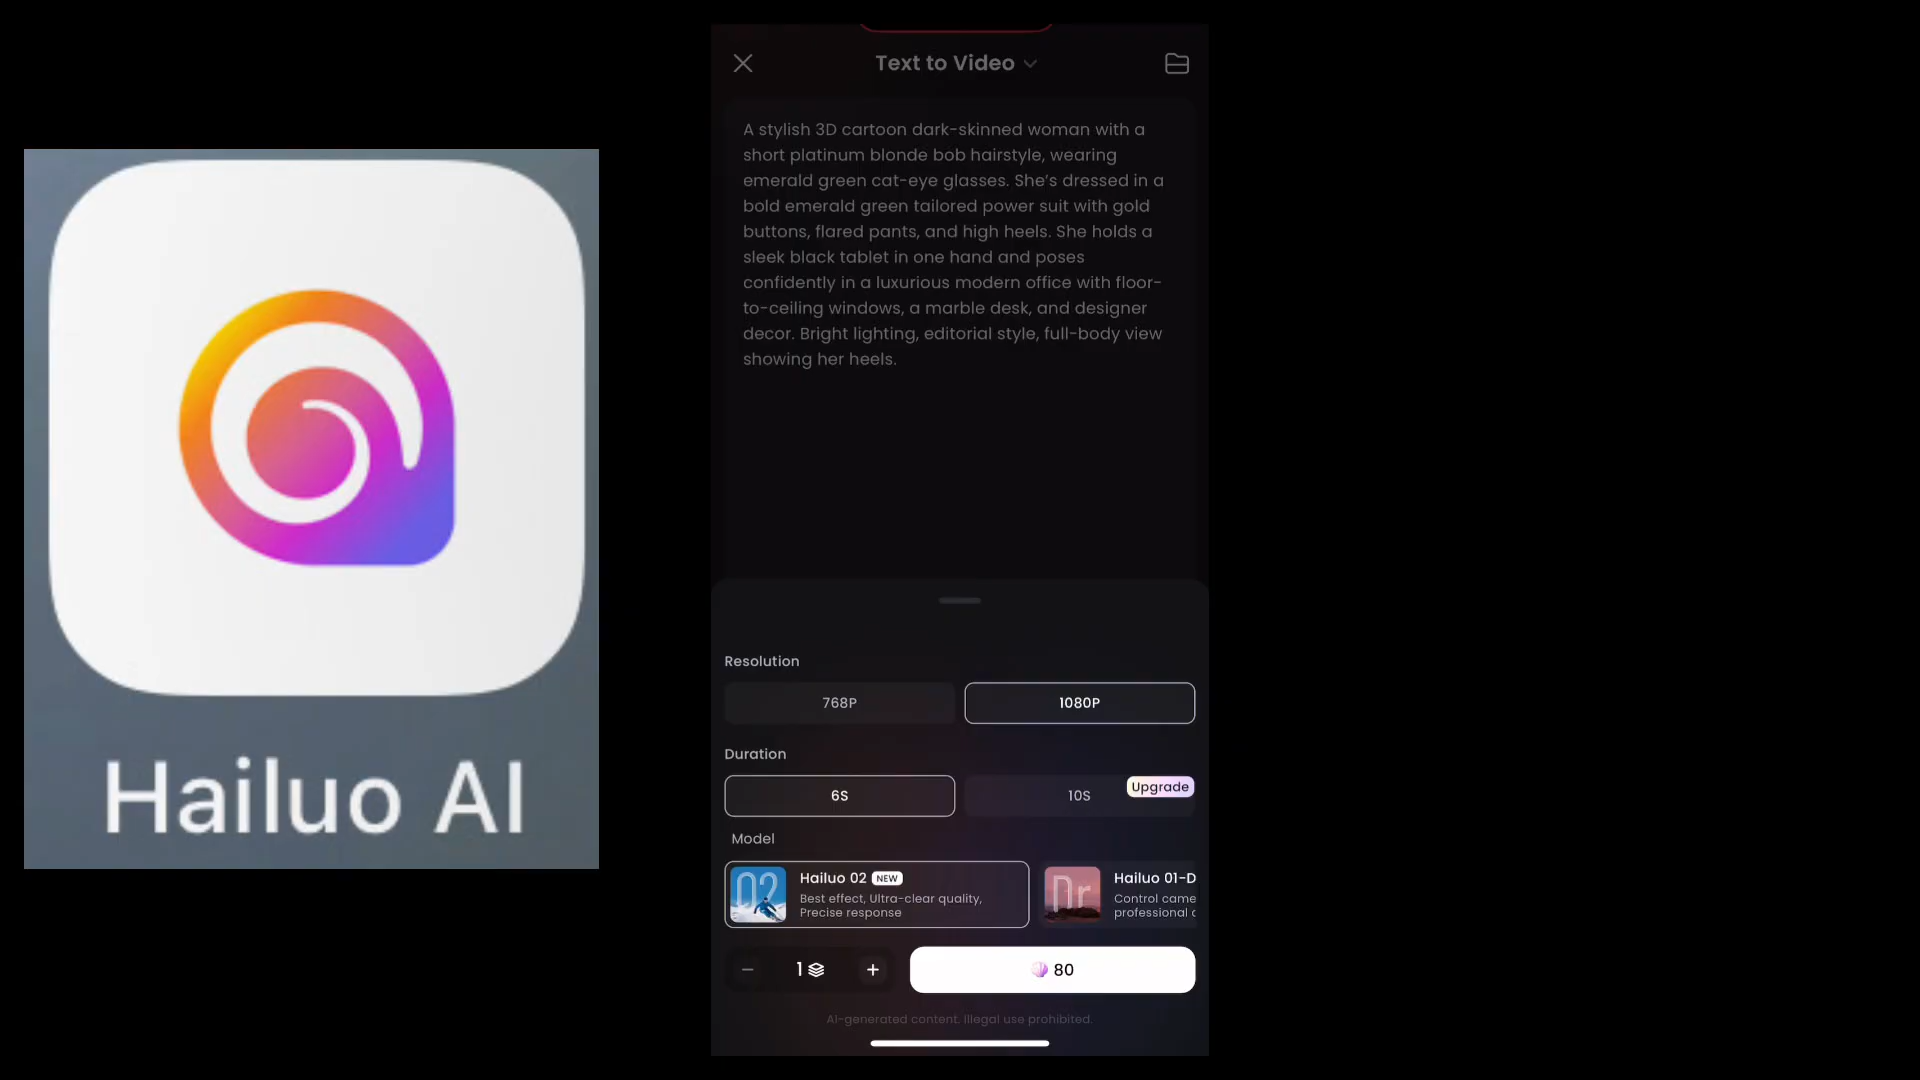 Hailuo AI
Text to Video
A stylish 3D cartoon dark-skinned woman with a
short platinum blonde bob hairstyle, wearing
emerald green cat-eye glasses. She's dressed in a
bold emerald green tailored power suit with gold
buttons, flared pants, and high heels. She holds a
sleek black tablet in one hand and poses
confidently in a luxurious modern office with floor-
to-ceiling windows, a marble desk, and designer
decor. Bright lighting, editorial style, full-body view
showing her heels.
Resolution
768P
1080P
Duration
6S
10S
Upgrade
Model
02
Hailuo 02 NEW
Best effect, Ultra-clear quality,
Precise response
Dr
Hailuo 01-D
Control came
professional
1
80
AI-generated content. Illegal use prohibited.